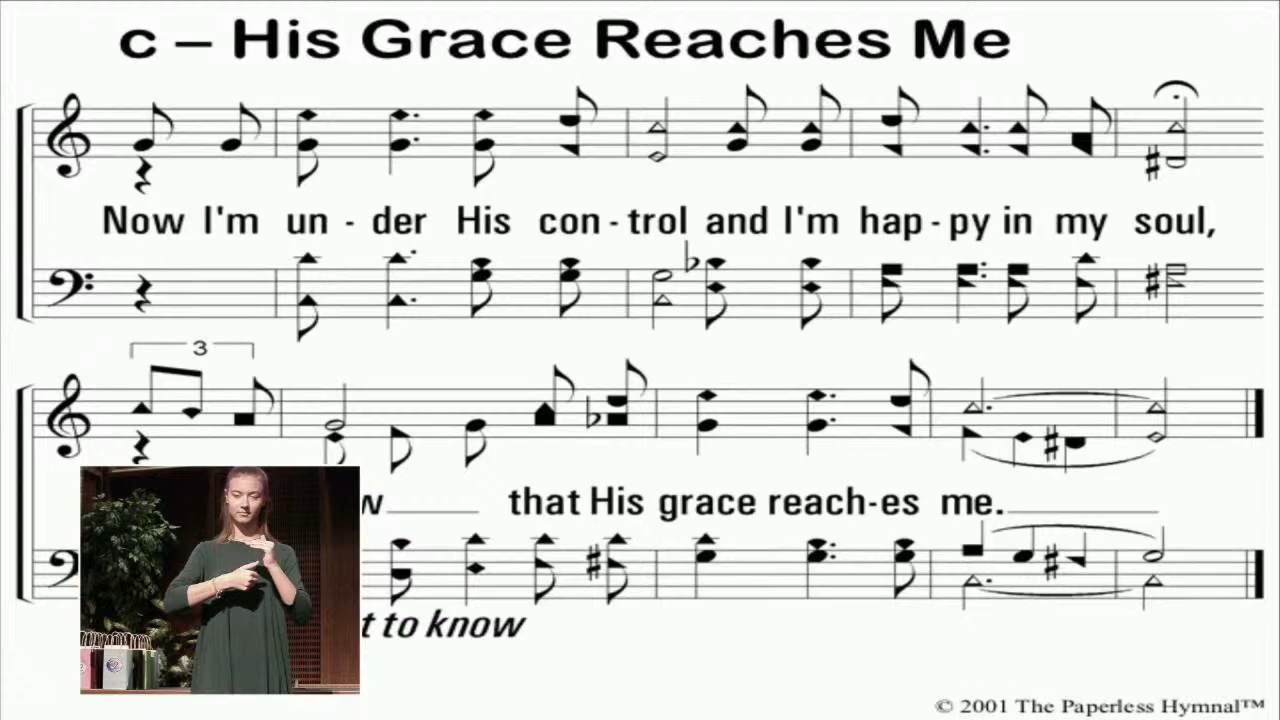 c – His Grace Reaches Me
Now I'm un - der His con - trol and I'm hap - py in my soul,
3
that His grace reach-es me.
to know
© 2001 The Paperless Hymnal™